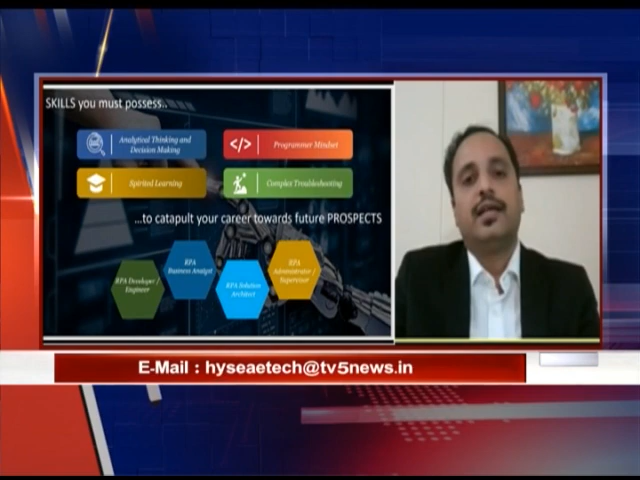 SKILLS you must possess..
Analytical Thinking and
Decision Making
</>
Programmer Mindset
Spirited Learning
Complex Troubleshooting
...to catapult your career towards future PROSPECTS
RPA Developer /
Engineer
RPA
Business Analyst
RPA Solution
Architect
RPA
Administrator /
Supervisor
E-Mail : hyseaetech@tv5news.in